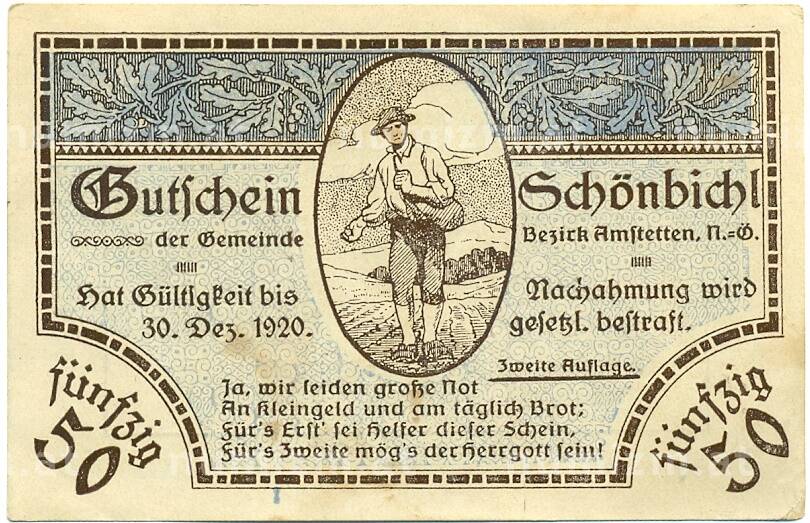 Gutschein
der Gemeinde
Hat Gültigkeit bis
30. Dez. 1920.
Schönbichl
Bezirk Amstetten, N.=Ö.
Nachahmung wird
gesetzl. bestraft.
Zweite Auflage.
Ja, wir leiden große Not
An Kleingeld und am täglich Brot;
Für's Erst' sei Helfer dieser Schein,
Für's Zweite mög's der Herrgott sein!
fünfzig
50
fünfzig
50